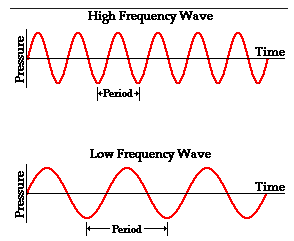 High Frequency Wave
Pressure
Time
Period
Low Frequency Wave
Pressure
Time
Period